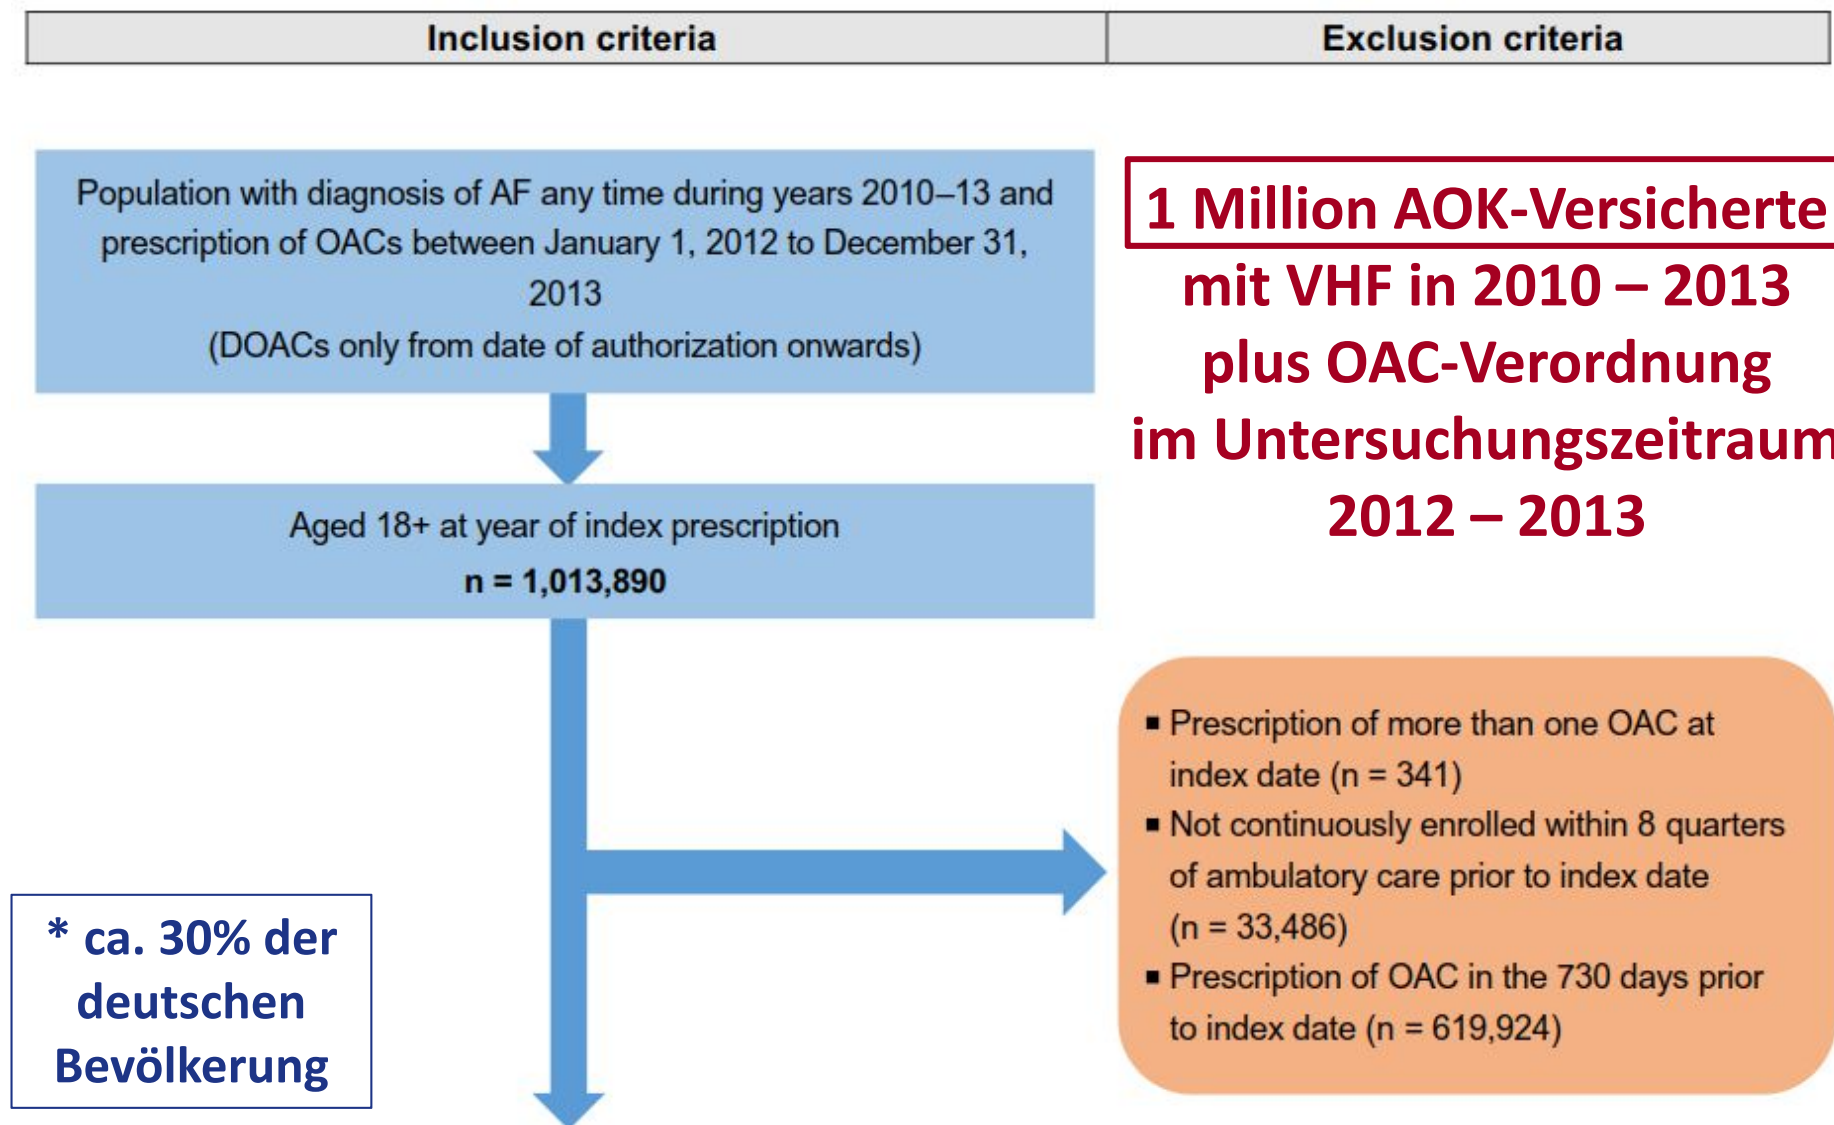 Inclusion criteria
Exclusion criteria
Population with diagnosis of AF any time during years 2010–13 and
prescription of OACs between January 1, 2012 to December 31,
2013
(DOACs only from date of authorization onwards)
1 Million AOK-Versicherte
mit VHF in 2010 – 2013
plus OAC-Verordnung
im Untersuchungszeitraum
2012 – 2013
Aged 18+ at year of index prescription
n = 1,013,890
▪ Prescription of more than one OAC at
index date (n = 341)
▪ Not continuously enrolled within 8 quarters
of ambulatory care prior to index date
(n = 33,486)
▪ Prescription of OAC in the 730 days prior
to index date (n = 619,924)
* ca. 30% der
deutschen
Bevölkerung